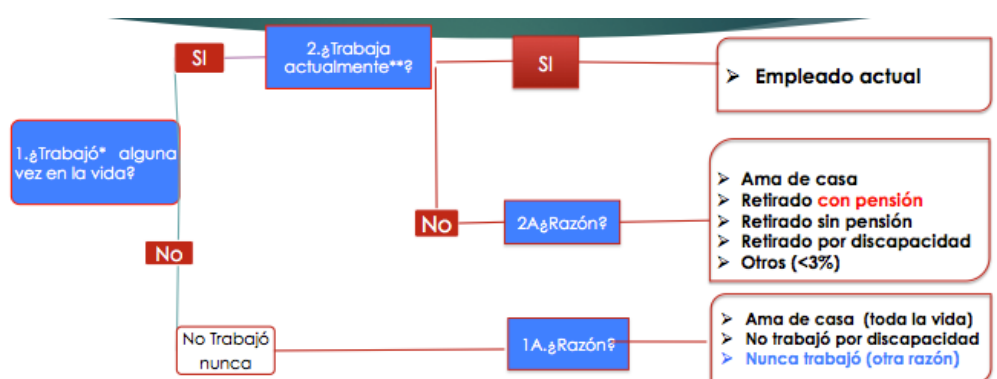 SI
2.¿Trabaja
actualmente**?
SI
➢ Empleado actual
1.¿Trabajó* alguna
vez en la vida?
➢ Ama de casa
➢ Retirado con pensión
➢ Retirado sin pensión
➢ Retirado por discapacidad
➢ Otros (<3%)
No
2A¿Razón?
No
No Trabajó
nunca
1A.¿Razón?
➢ Ama de casa (toda la vida)
➢ No trabajó por discapacidad
➢ Nunca trabajó (otra razón)